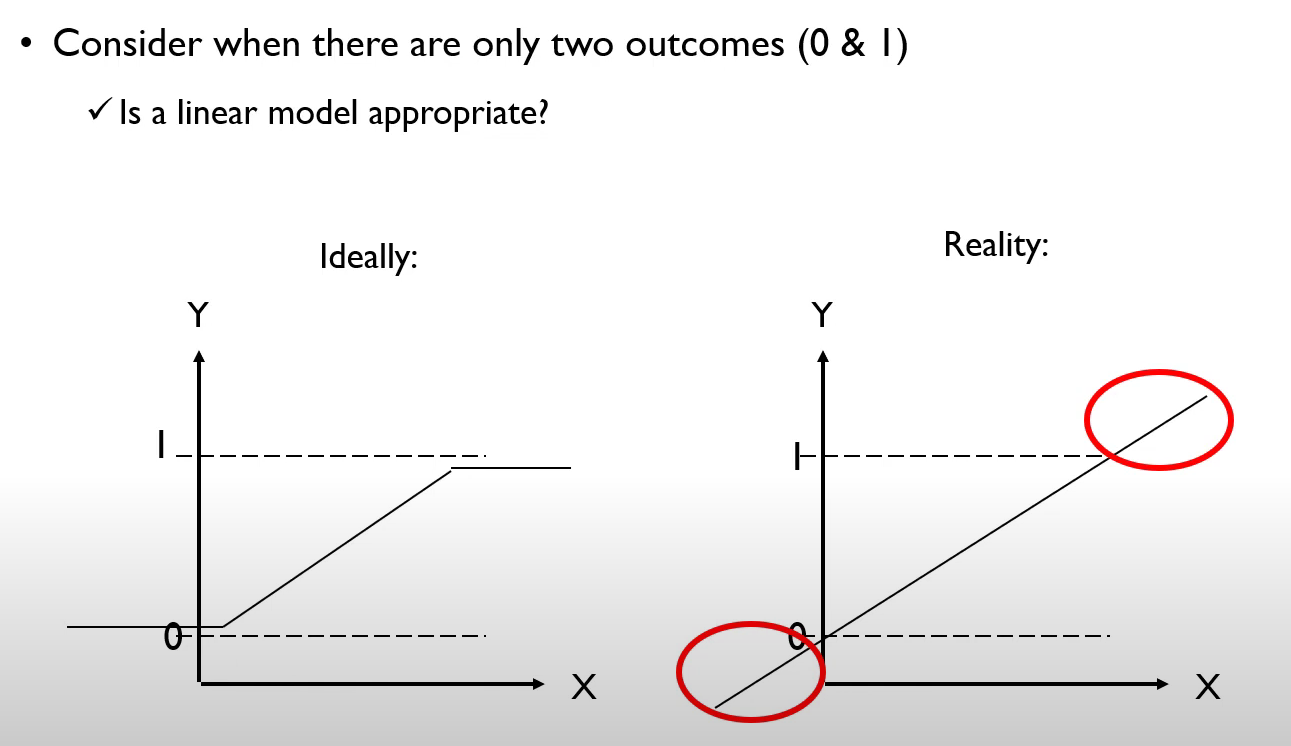 • Consider when there are only two outcomes (0 & 1)
✓ Is a linear model appropriate?
Ideally:
Reality:
Y
Y
1
1
0
0
X
X